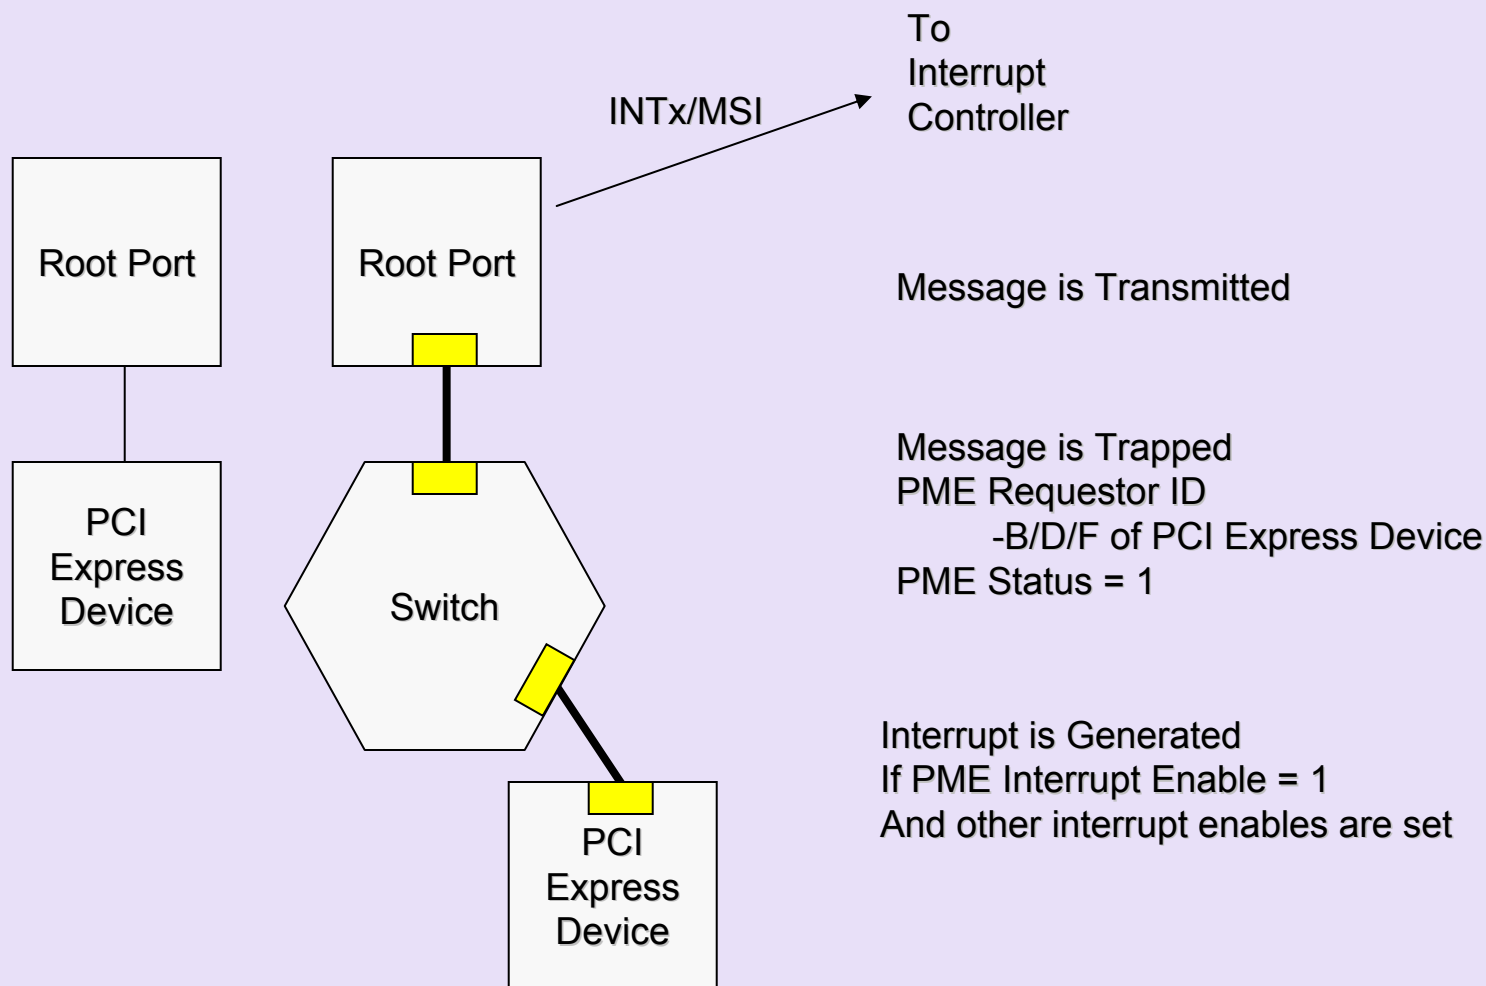 To
Interrupt
Controller
INTx/MSI
Root Port
Root Port
Message is Transmitted
Message is Trapped
PME Requestor ID
-B/D/F of PCI Express Device
PME Status = 1
PCI
Express
Device
Switch
Interrupt is Generated
If PME Interrupt Enable = 1
And other interrupt enables are set
PCI
Express
Device